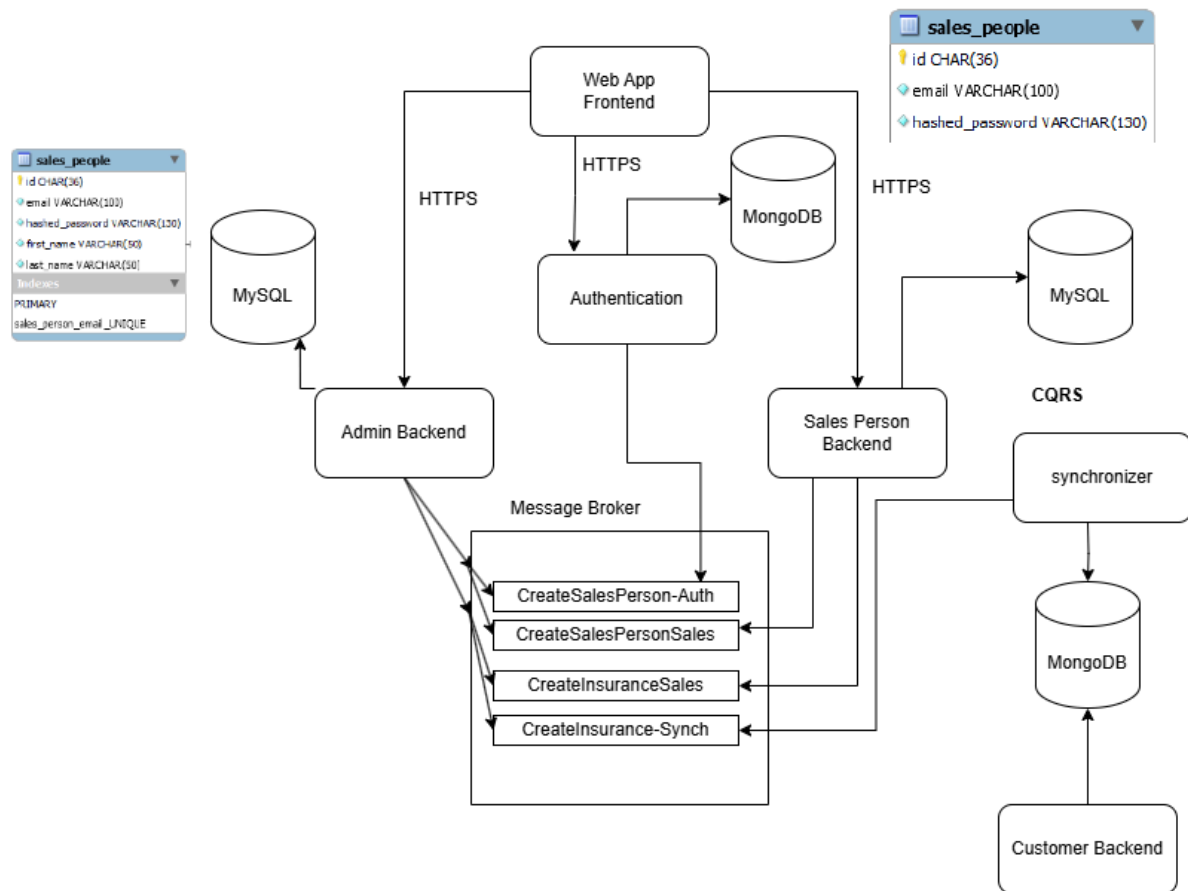 sales_people
id CHAR(36)
email VARCHAR(100)
hashed_password VARCHAR(130)
Web App
Frontend
sales_people
id CHAR(36)
email VARCHAR(100)
hashed_password VARCHAR(130)
first_name VARCHAR(50)
last_name VARCHAR(50)
Indexes
PRIMARY
sales_person_email_UNIQUE
HTTPS
HTTPS
HTTPS
MongoDB
MySQL
Authentication
MySQL
Admin Backend
Sales Person
Backend
CQRS
synchronizer
Message Broker
CreateSalesPerson-Auth
CreateSalesPersonSales
CreateInsuranceSales
CreateInsurance-Synch
MongoDB
Customer Backend